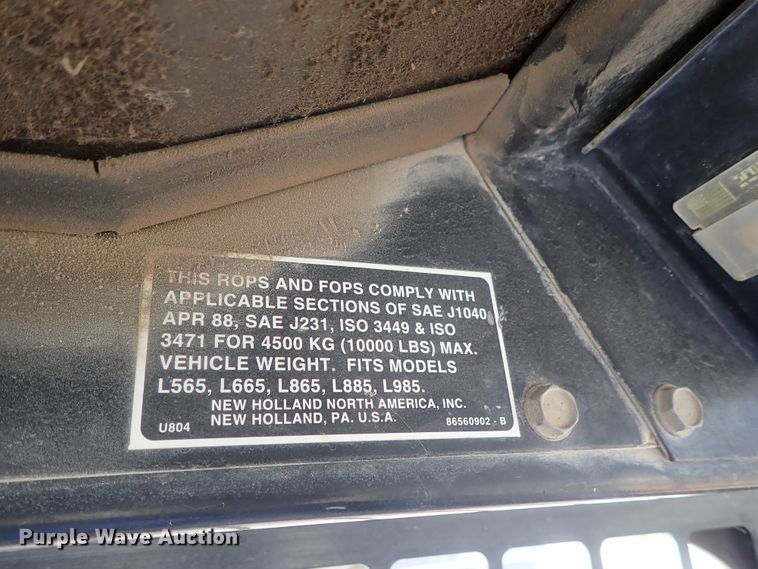 THIS ROPS AND FOPS COMPLY WITH
APPLICABLE SECTIONS OF SAE J1040
APR 88, SAE J231, ISO 3449 & ISO
3471 FOR 4500 KG (10000 LBS) MAX.
VEHICLE WEIGHT. FITS MODELS
L565, L665, L865, L885, L985.
NEW HOLLAND NORTH AMERICA, INC.
U804 NEW HOLLAND, PA. U.S.A. 86560902 - B
Purple Wave Auction